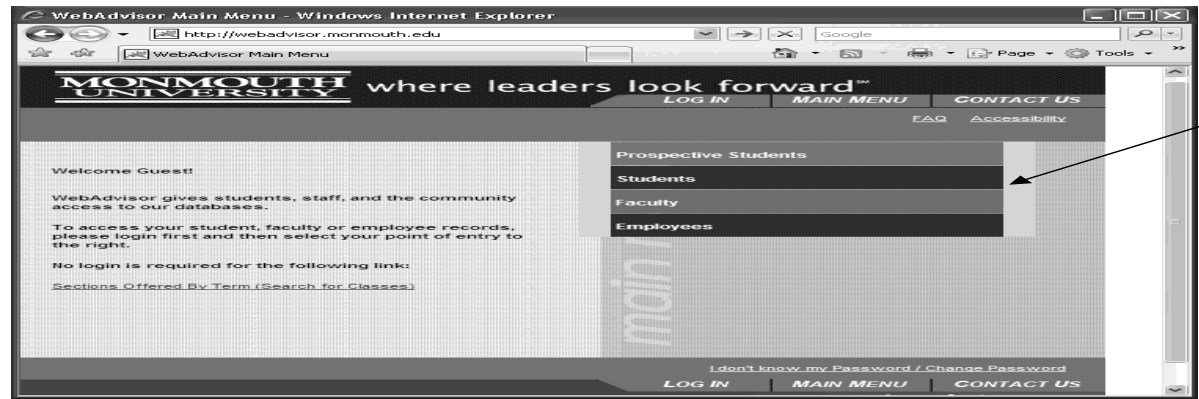 WebAdvisor Main Menu - Windows Internet Explorer
http://webadvisor.monmouth.edu
Google
WebAdvisor Main Menu
Page
Tools
MONMOUTH
UNIVERSITY
where leaders look forward℠
LOG IN
MAIN MENU
CONTACT US
FAQ
Accessibility
Welcome Guest!
WebAdvisor gives students, staff, and the community
access to our databases.
To access your student, faculty or employee records,
please login first and then select your point of entry to
the right.
No login is required for the following link:
Sections Offered By Term (Search for Classes)
Prospective Students
Students
Faculty
Employees
main
I don't know my Password / Change Password
LOG IN
MAIN MENU
CONTACT US